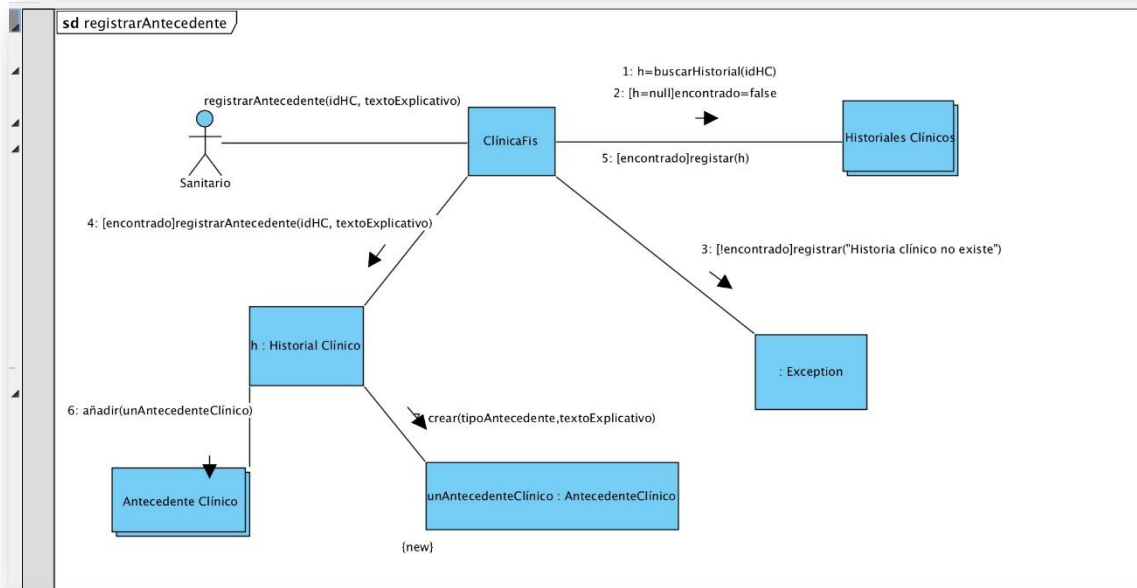 sd registrarAntecedente
1: h=buscarHistorial(idHC)
2: [h=null]encontrado=false
registrarAntecedente(idHC, textoExplicativo)
ClínicaFis
Historiales Clínicos
5: [encontrado]registar(h)
Sanitario
4: [encontrado]registrarAntecedente(idHC, textoExplicativo)
3: [!encontrado]registrar("Historia clínico no existe")
h : Historial Clínico
: Exception
6: añadir(unAntecedenteClínico)
crear(tipoAntecedente,textoExplicativo)
Antecedente Clínico
unAntecedenteClínico : AntecedenteClínico
{new}